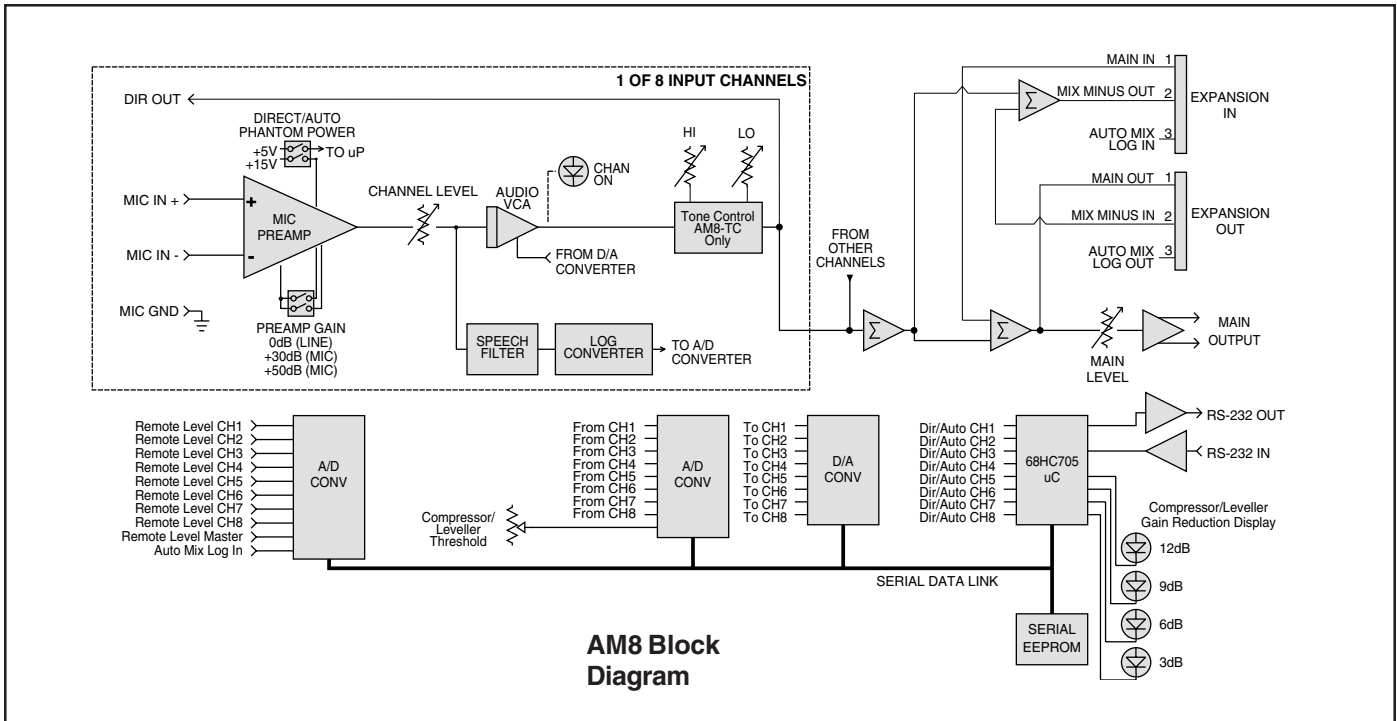 1 OF 8 INPUT CHANNELS
DIR OUT
DIRECT/AUTO
PHANTOM POWER
+5V
TO uP
+15V
MIC IN +
+
MIC
PREAMP
MIC IN -
-
MIC GND
PREAMP GAIN
0dB (LINE)
+30dB (MIC)
+50dB (MIC)
CHANNEL LEVEL
AUDIO
VCA
CHAN
ON
FROM D/A
CONVERTER
SPEECH
FILTER
LOG
CONVERTER
TO A/D
CONVERTER
HI
LO
Tone Control
AM8-TC
Only
FROM
OTHER
CHANNELS
Σ
Σ
Σ
MAIN IN 1
MIX MINUS OUT 2
AUTO MIX 3
LOG IN
EXPANSION
IN
MAIN OUT 1
MIX MINUS IN 2
AUTO MIX 3
LOG OUT
EXPANSION
OUT
MAIN
LEVEL
MAIN
OUTPUT
Remote Level CH1
Remote Level CH2
Remote Level CH3
Remote Level CH4
Remote Level CH5
Remote Level CH6
Remote Level CH7
Remote Level CH8
Remote Level Master
Auto Mix Log In
A/D
CONV
From CH1
From CH2
From CH3
From CH4
From CH5
From CH6
From CH7
From CH8
Compressor/
Leveller
Threshold
A/D
CONV
To CH1
To CH2
To CH3
To CH4
To CH5
To CH6
To CH7
To CH8
D/A
CONV
Dir/Auto CH1
Dir/Auto CH2
Dir/Auto CH3
Dir/Auto CH4
Dir/Auto CH5
Dir/Auto CH6
Dir/Auto CH7
Dir/Auto CH8
68HC705
uC
RS-232 OUT
RS-232 IN
Compressor/Leveller
Gain Reduction Display
12dB
9dB
6dB
3dB
SERIAL DATA LINK
SERIAL
EEPROM
AM8 Block
Diagram